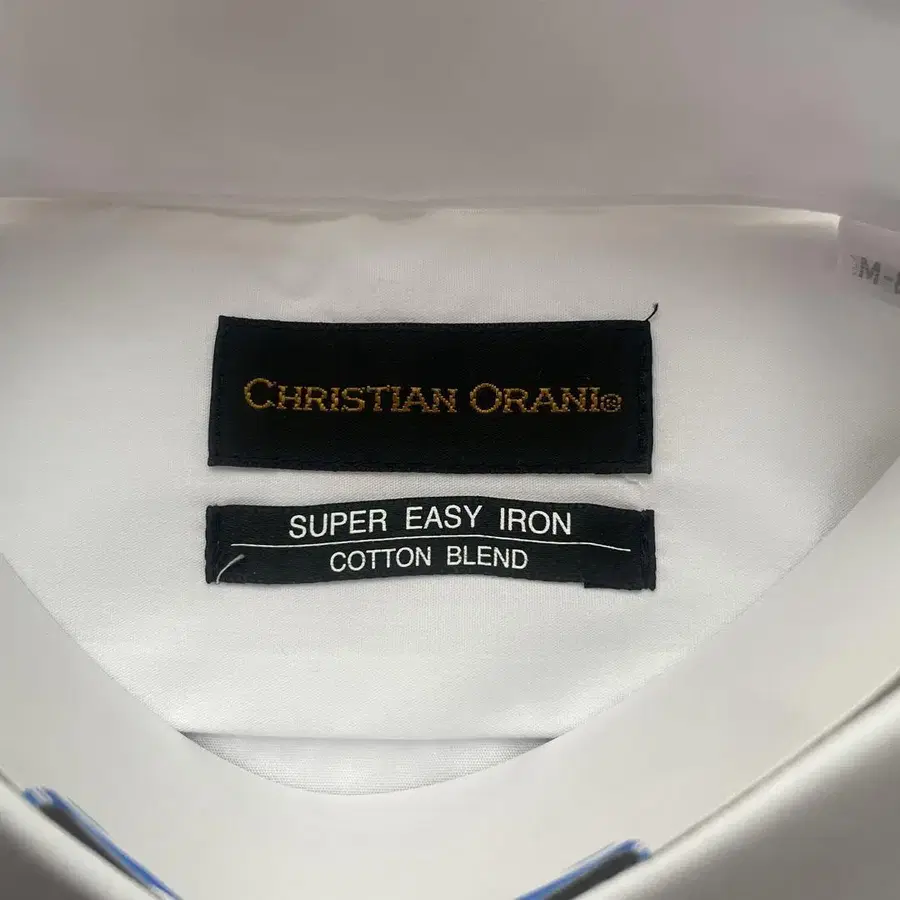 CHRISTIAN ORANI®
SUPER EASY IRON
COTTON BLEND